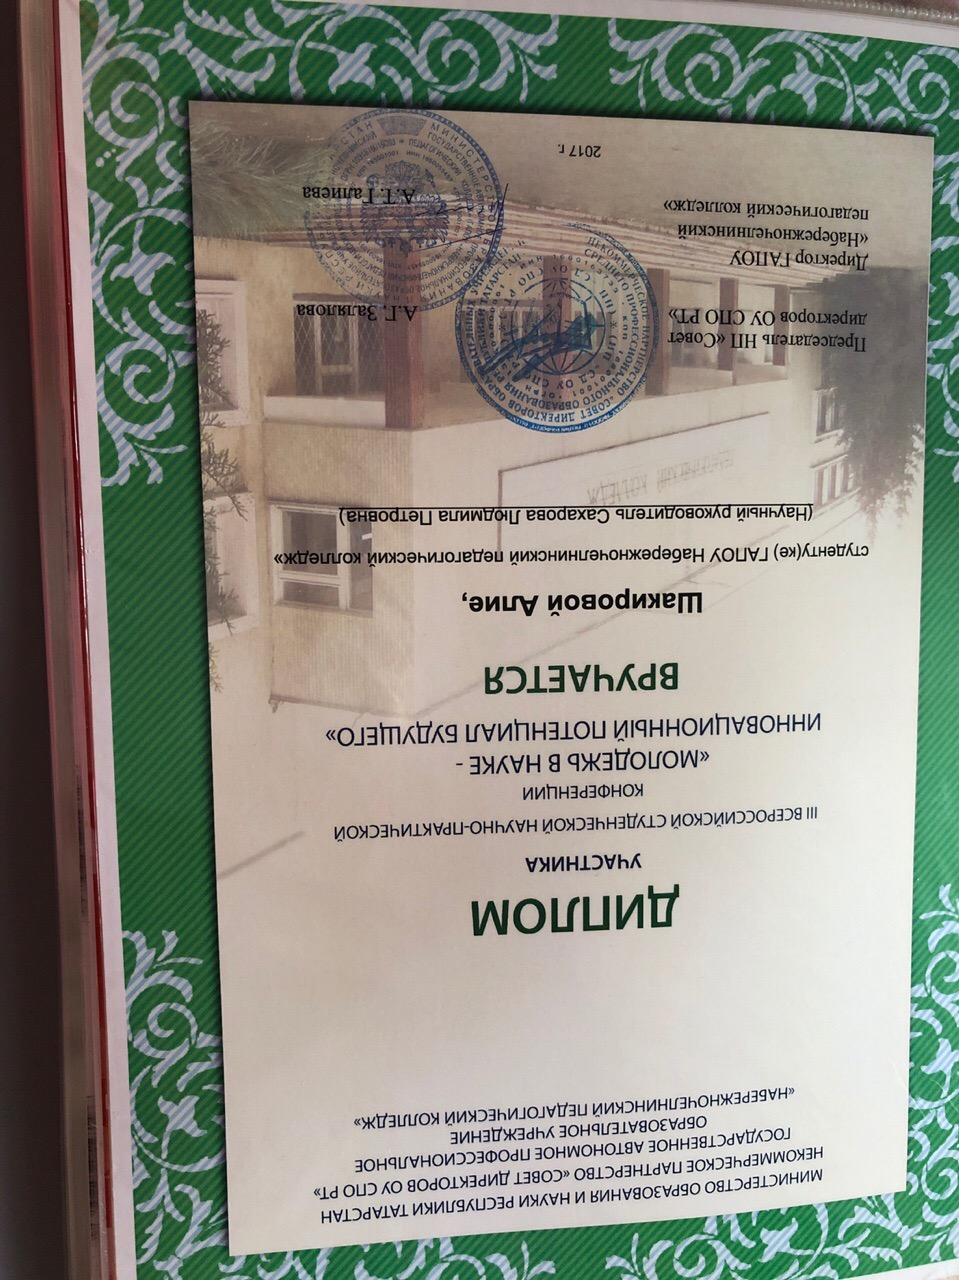 МИНИСТЕРСТВО ОБРАЗОВАНИЯ И НАУКИ РЕСПУБЛИКИ ТАТАРСТАН
НЕКОММЕРЧЕСКОЕ ПАРТНЕРСТВО «СОВЕТ ДИРЕКТОРОВ ОУ СПО РТ»
ГОСУДАРСТВЕННОЕ АВТОНОМНОЕ ПРОФЕССИОНАЛЬНОЕ
ОБРАЗОВАТЕЛЬНОЕ УЧРЕЖДЕНИЕ
«НАБЕРЕЖНОЧЕЛНИНСКИЙ ПЕДАГОГИЧЕСКИЙ КОЛЛЕДЖ»
ДИПЛОМ
УЧАСТНИКА
III ВСЕРОССИЙСКОЙ СТУДЕНЧЕСКОЙ НАУЧНО-ПРАКТИЧЕСКОЙ
КОНФЕРЕНЦИИ
«МОЛОДЕЖЬ В НАУКЕ -
ИННОВАЦИОННЫЙ ПОТЕНЦИАЛ БУДУЩЕГО»
ВРУЧАЕТСЯ
Шакировой Алие,
студенту(ке) ГАПОУ Набережночелнинский педагогический колледж»
(Научный руководитель Сахарова Людмила Петровна)
Председатель НП «Совет
директоров ОУ СПО РТ»
А.Г. Залялова
Директор ГАПОУ
«Набережночелнинский
педагогический колледж»
А.Т. Галиева
2017 г.